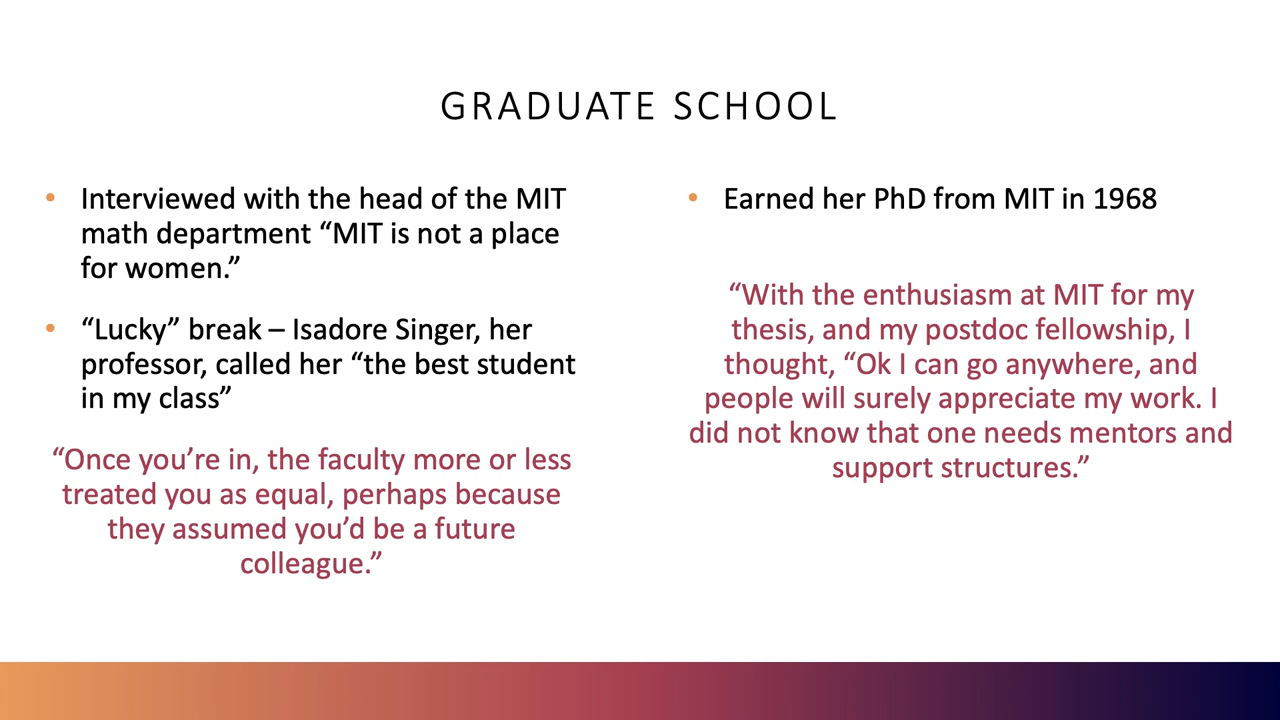 GRADUATE SCHOOL
• Interviewed with the head of the MIT
math department “MIT is not a place
for women.”
• “Lucky” break – Isadore Singer, her
professor, called her “the best student
in my class”
“Once you’re in, the faculty more or less
treated you as equal, perhaps because
they assumed you’d be a future
colleague.”
• Earned her PhD from MIT in 1968
“With the enthusiasm at MIT for my
thesis, and my postdoc fellowship, I
thought, “Ok I can go anywhere, and
people will surely appreciate my work. I
did not know that one needs mentors and
support structures.”